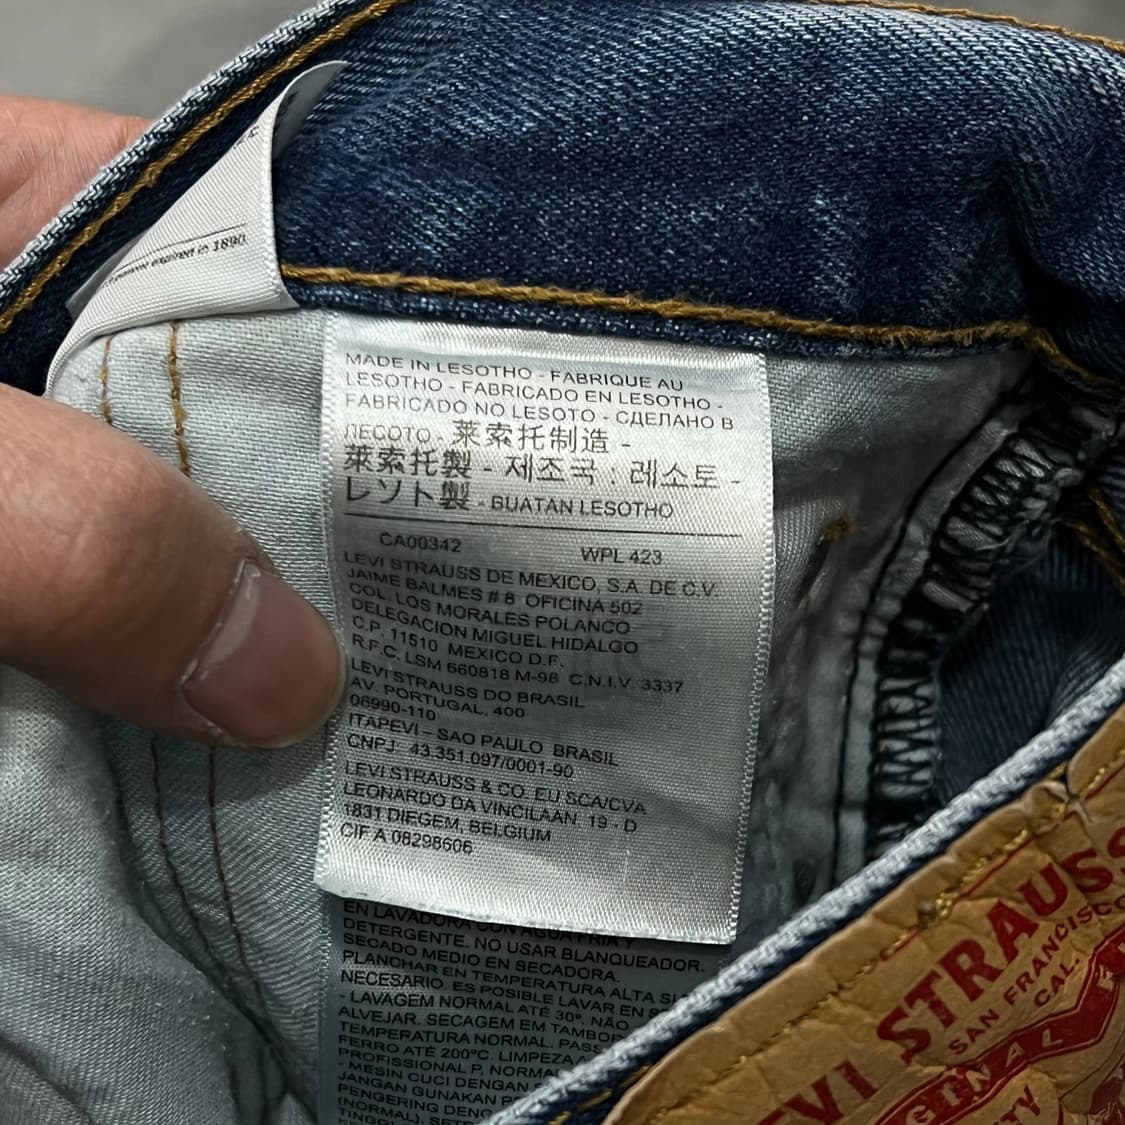 expired in 1890.
MADE IN LESOTHO - FABRIQUE AU
LESOTHO - FABRICADO EN LESOTHO -
FABRICADO NO LESOTO - СДЕЛАНО В
ЛЕСОТО - 莱索托制造 -
萊索托製 - 제조국 : 레소토 -
レソト製 - BUATAN LESOTHO
CA00342 WPL 423
LEVI STRAUSS DE MEXICO, S.A. DE C.V.
JAIME BALMES # 8 OFICINA 502
COL. LOS MORALES POLANCO
DELEGACION MIGUEL HIDALGO
C.P. 11510 MEXICO D.F.
R.F.C. LSM 660818 M-98 C.N.I.V. 3337
LEVI STRAUSS DO BRASIL
AV. PORTUGAL, 400
06990-110
ITAPEVI – SAO PAULO BRASIL
CNPJ: 43.351.097/0001-90
LEVI STRAUSS & CO. EU SCA/CVA
LEONARDO DA VINCILAAN, 19 - D
1831 DIEGEM, BELGIUM
CIF A 08298606
EN LAVADORA CON AGUA FRIA Y
DETERGENTE. NO USAR BLANQUEADOR.
SECADO MEDIO EN SECADORA.
PLANCHAR EN TEMPERATURA ALTA SI
NECESARIO. ES POSIBLE LAVAR EN
- LAVAGEM NORMAL ATÉ 30°. NÃO
ALVEJAR. SECAGEM EM TAMBOR
TEMPERATURA NORMAL.
FERRO ATÉ 200ºC. LIMPEZA
PROFISSIONAL P, NORMAL
- MESIN CUCI DENGAN
JANGAN GUNAKAN
PENGERING DENG
(NORMAL). SET
LEVI STRAUSS
SAN FRANCISCO
CAL.